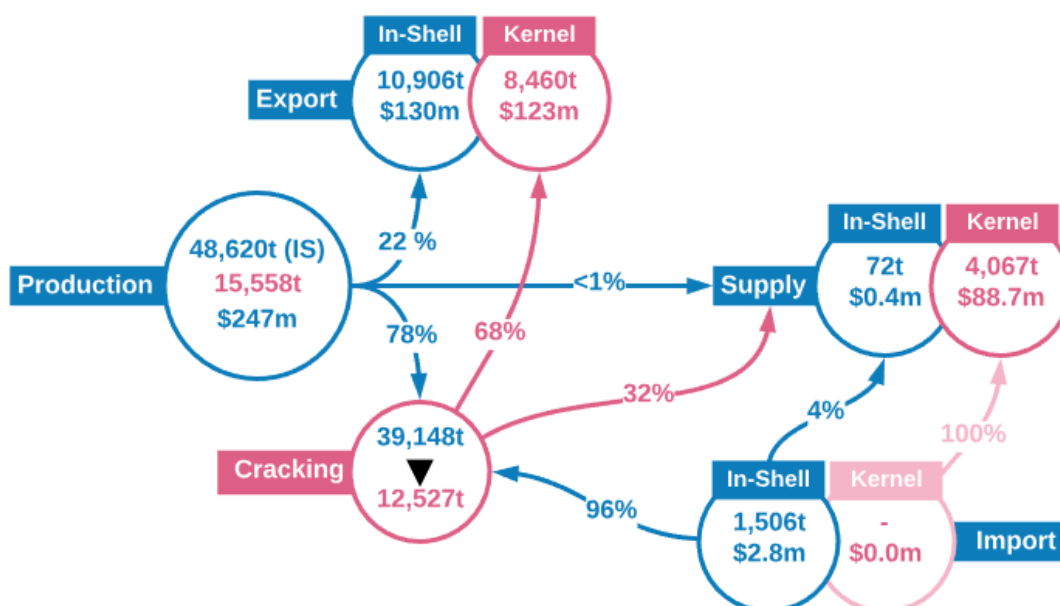 In-Shell
Kernel
Export
10,906t
$130m
8,460t
$123m
22 %
Production
48,620t (IS)
15,558t
$247m
<1%
78%
68%
In-Shell
Kernel
Supply
72t
$0.4m
4,067t
$88.7m
32%
4%
100%
Cracking
39,148t
12,527t
96%
In-Shell
Kernel
1,506t
$2.8m
-
$0.0m
Import